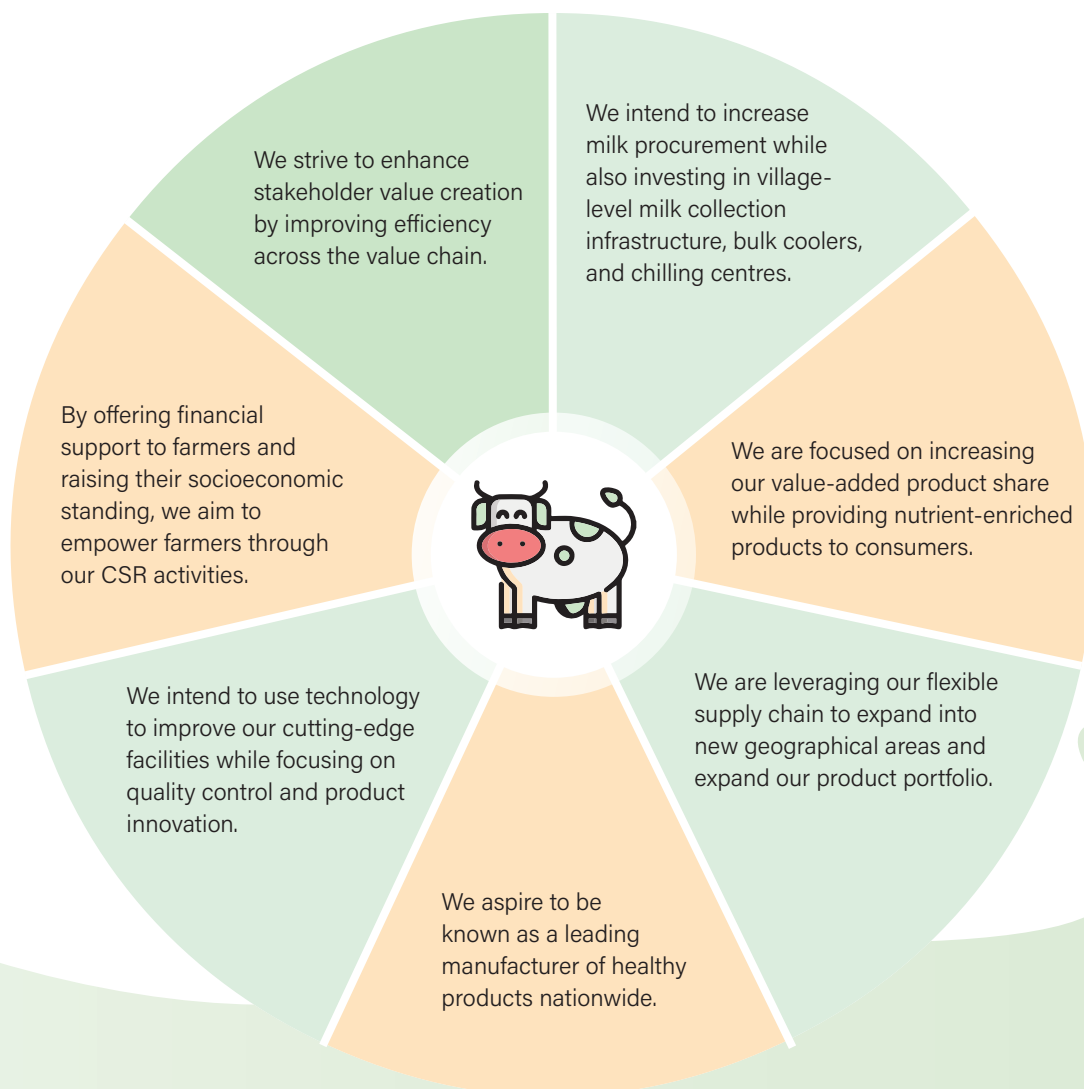 We intend to increase
milk procurement while
also investing in village-
level milk collection
infrastructure, bulk coolers,
and chilling centres.
We are focused on increasing
our value-added product share
while providing nutrient-enriched
products to consumers.
We are leveraging our flexible
supply chain to expand into
new geographical areas and
expand our product portfolio.
We aspire to be
known as a leading
manufacturer of healthy
products nationwide.
We intend to use technology
to improve our cutting-edge
facilities while focusing on
quality control and product
innovation.
By offering financial
support to farmers and
raising their socioeconomic
standing, we aim to
empower farmers through
our CSR activities.
We strive to enhance
stakeholder value creation
by improving efficiency
across the value chain.